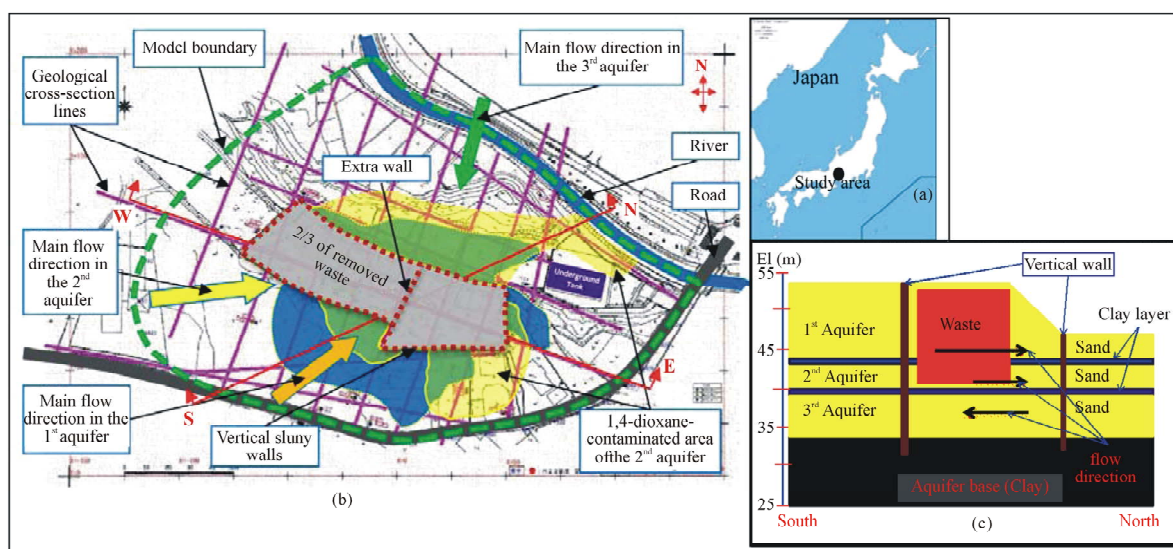 Model boundary
Geological
cross-section
lines
Main flow direction in
the 3rd aquifer
N
River
Road
Extra wall
W
N
2/3 of removed
waste
Underground
Tank
Main flow
direction in
the 2nd
aquifer
E
S
Main flow
direction in the
1st aquifer
Vertical sluny
walls
1,4-dioxane-
contaminated area
ofthe 2nd aquifer
(b)
Japan
Study area
(a)
El (m)
55
45
35
25
Vertical wall
Clay layer
1st Aquifer
Waste
Sand
2nd Aquifer
Sand
3rd Aquifer
Sand
flow
direction
Aquifer base (Clay)
South
(c)
North